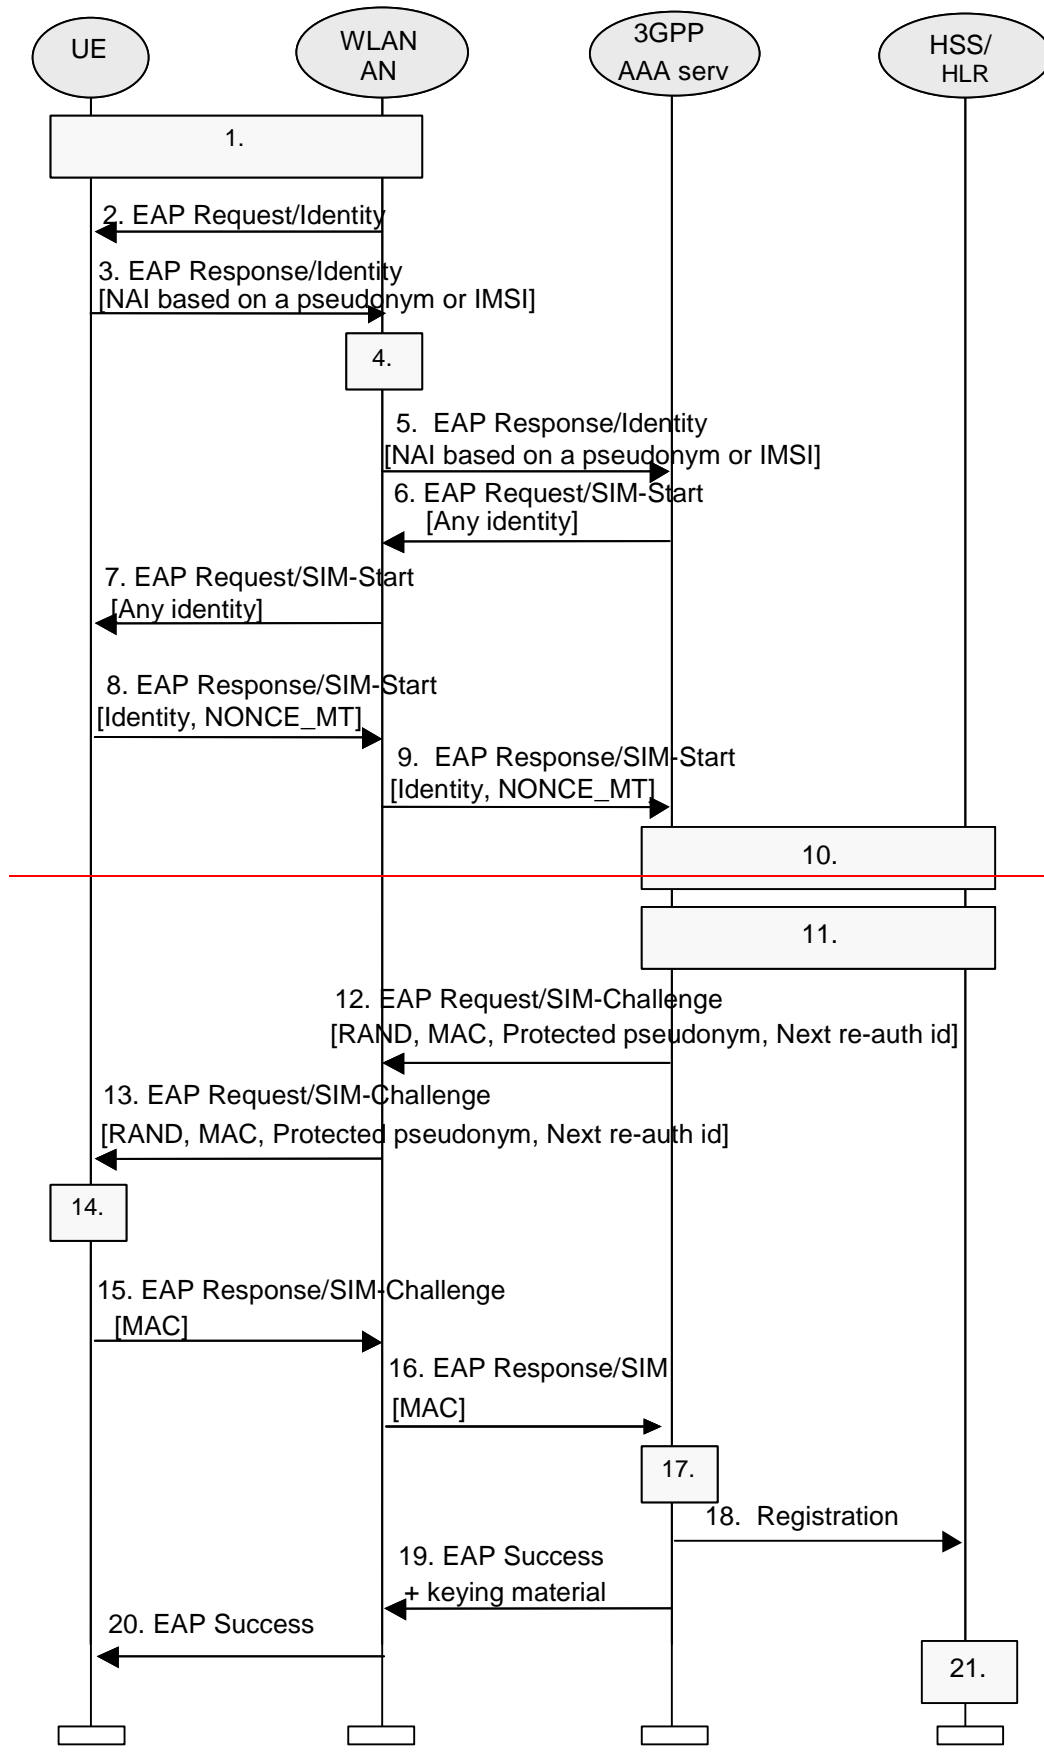 UE
WLAN
AN
3GPP
AAA serv
HSS/
HLR
1.
2. EAP Request/Identity
3. EAP Response/Identity
[NAI based on a pseudonym or IMSI]
4.
5. EAP Response/Identity
[NAI based on a pseudonym or IMSI]
6. EAP Request/SIM-Start
[Any identity]
7. EAP Request/SIM-Start
[Any identity]
8. EAP Response/SIM-Start
[Identity, NONCE_MT]
9. EAP Response/SIM-Start
[Identity, NONCE_MT]
10.
11.
12. EAP Request/SIM-Challenge
[RAND, MAC, Protected pseudonym, Next re-auth id]
13. EAP Request/SIM-Challenge
[RAND, MAC, Protected pseudonym, Next re-auth id]
14.
15. EAP Response/SIM-Challenge
[MAC]
16. EAP Response/SIM
[MAC]
17.
18. Registration
19. EAP Success
+ keying material
20. EAP Success
21.